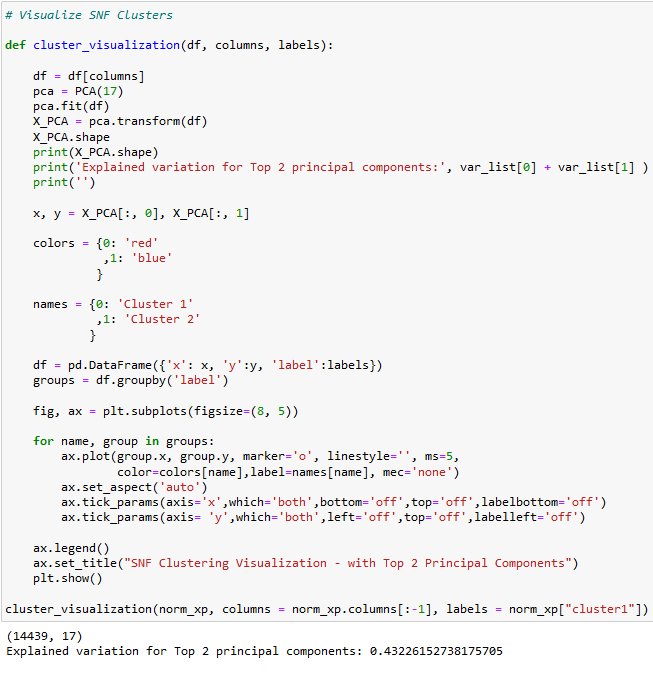 # Visualize SNF Clusters
def cluster_visualization(df, columns, labels):
    df = df[columns]
    pca = PCA(17)
    pca.fit(df)
    X_PCA = pca.transform(df)
    X_PCA.shape
    print(X_PCA.shape)
    print('Explained variation for Top 2 principal components:', var_list[0] + var_list[1] )
    print('')
    x, y = X_PCA[:, 0], X_PCA[:, 1]
    colors = {0: 'red'
              ,1: 'blue'
             }
    names = {0: 'Cluster 1'
             ,1: 'Cluster 2'
            }
    df = pd.DataFrame({'x': x, 'y':y, 'label':labels})
    groups = df.groupby('label')
    fig, ax = plt.subplots(figsize=(8, 5))
    for name, group in groups:
        ax.plot(group.x, group.y, marker='o', linestyle='', ms=5,
                color=colors[name],label=names[name], mec='none')
        ax.set_aspect('auto')
        ax.tick_params(axis='x',which='both',bottom='off',top='off',labelbottom='off')
        ax.tick_params(axis= 'y',which='both',left='off',top='off',labelleft='off')
    ax.legend()
    ax.set_title("SNF Clustering Visualization - with Top 2 Principal Components")
    plt.show()
cluster_visualization(norm_xp, columns = norm_xp.columns[:-1], labels = norm_xp["cluster1"])
(14439, 17)
Explained variation for Top 2 principal components: 0.43226152738175705